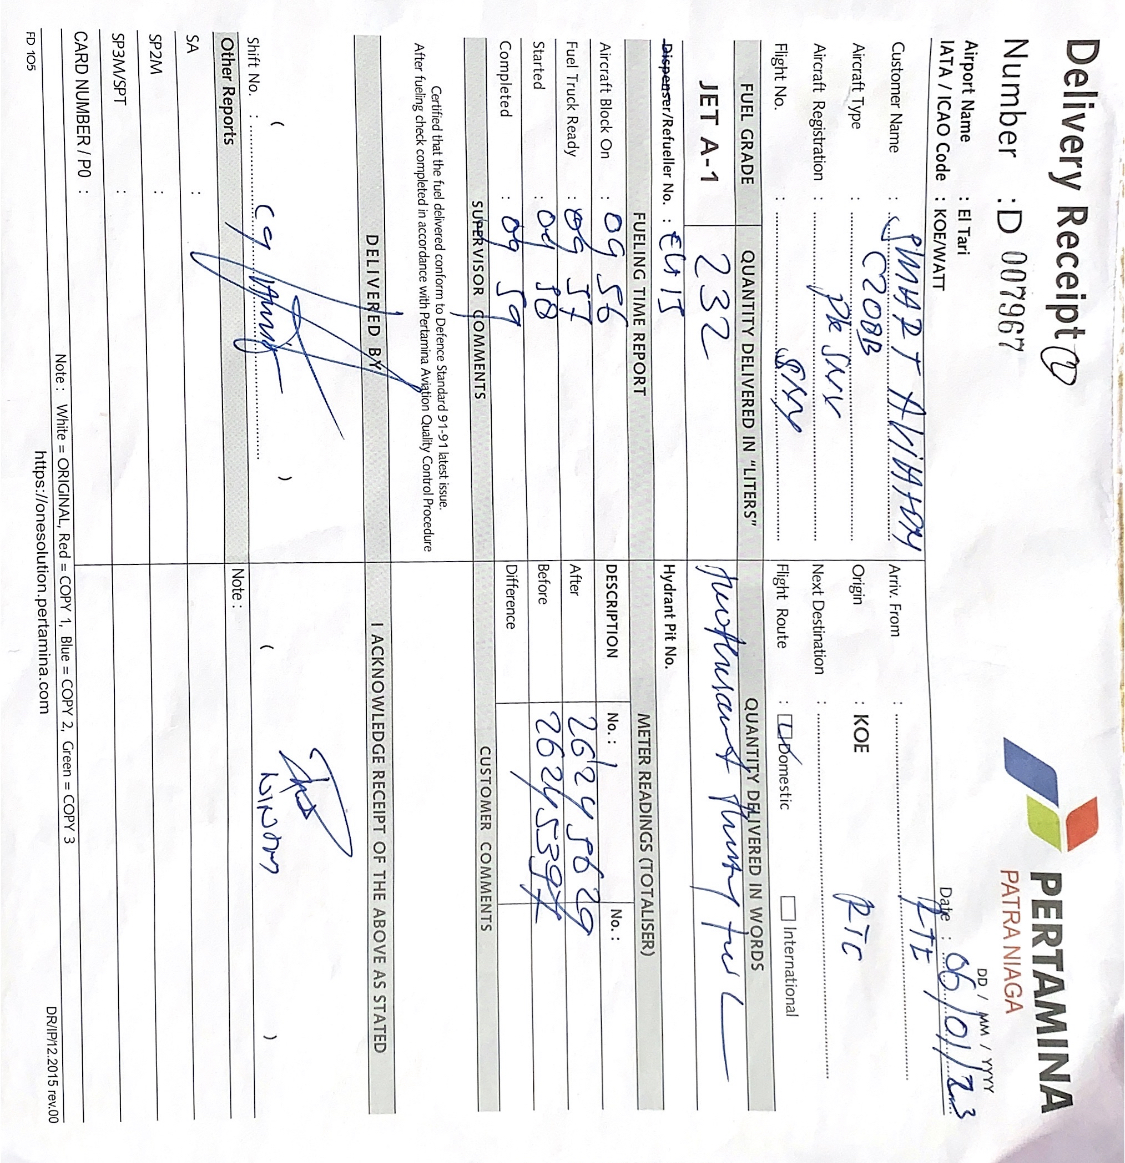 Delivery Receipt
Number : D 007967
PERTAMINA
PATRA NIAGA
DD / MM / YYYY
Airport Name : El Tari
Date : 06/01/23
IATA / ICAO Code : KOE/WATT
Customer Name : SMART AVIATION
Arriv. From :
Aircraft Type : C208B
Origin : KOE
RTC
Aircraft Registration : PK SNV
Next Destination :
Flight No. :
Flight Route : Domestic International
FUEL GRADE QUANTITY DELIVERED IN "LITERS" QUANTITY DELIVERED IN WORDS
JET A-1 232
Dispenser/Refueller No. :
Hydrant Pit No.
FUELING TIME REPORT METER READINGS (TOTALISER)
Aircraft Block On : 09 56
DESCRIPTION No. : No. :
Fuel Truck Ready : 09 57
After 26245629
Started : 09 58
Before 26245397
Completed : 09 59
Difference
SUPERVISOR COMMENTS CUSTOMER COMMENTS
Certified that the fuel delivered conform to Defence Standard 91-91 latest issue.
After fueling check completed in accordance with Pertamina Aviation Quality Control Procedure
DELIVERED BY I ACKNOWLEDGE RECEIPT OF THE ABOVE AS STATED
( ) ( )
Shift No. :
Other Reports
Note :
SA :
SP2M :
SP3M/SPT :
CARD NUMBER / PO :
Note : White = ORIGINAL, Red = COPY 1, Blue = COPY 2, Green = COPY 3
DR/IP/12.2015 rev.00
https://onesolution.pertamina.com
FD 105